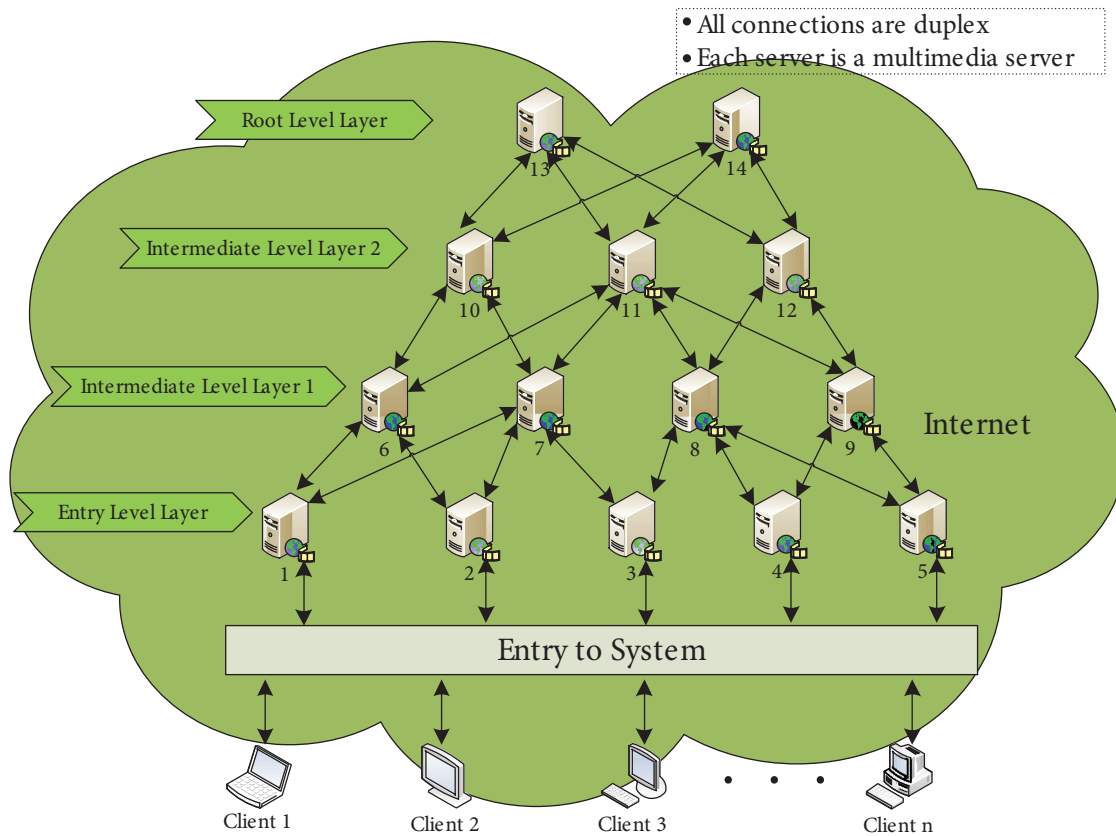 • All connections are duplex
• Each server is a multimedia server
Root Level Layer
13
14
Intermediate Level Layer 2
10
11
12
Intermediate Level Layer 1
6
7
8
9
Internet
Entry Level Layer
1
2
3
4
5
Entry to System
Client 1
Client 2
Client 3
• • •
Client n